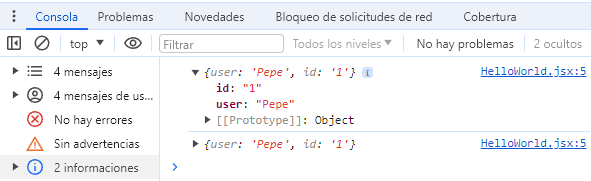 Consola Problemas Novedades Bloqueo de solicitudes de red Cobertura
top Filtrar Todos los niveles No hay problemas 2 ocultos
4 mensajes
4 mensajes de us...
No hay errores
Sin advertencias
2 informaciones
{user: 'Pepe', id: '1'} i HelloWorld.jsx:5
id: "1"
user: "Pepe"
[[Prototype]]: Object
{user: 'Pepe', id: '1'} HelloWorld.jsx:5